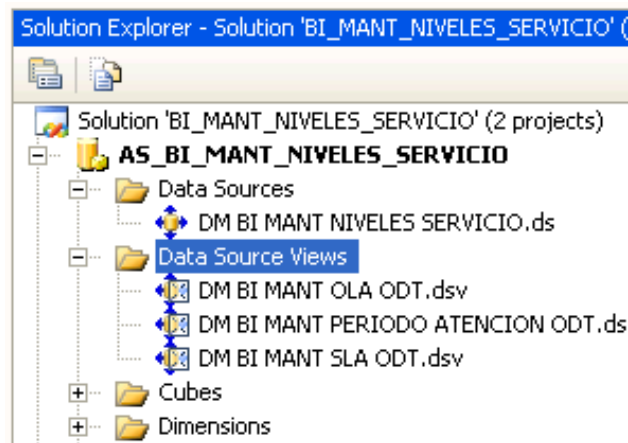 Solution Explorer - Solution 'BI_MANT_NIVELES_SERVICIO' (
Solution 'BI_MANT_NIVELES_SERVICIO' (2 projects)
AS_BI_MANT_NIVELES_SERVICIO
Data Sources
DM BI MANT NIVELES SERVICIO.ds
Data Source Views
DM BI MANT OLA ODT.dsv
DM BI MANT PERIODO ATENCION ODT.ds
DM BI MANT SLA ODT.dsv
Cubes
Dimensions